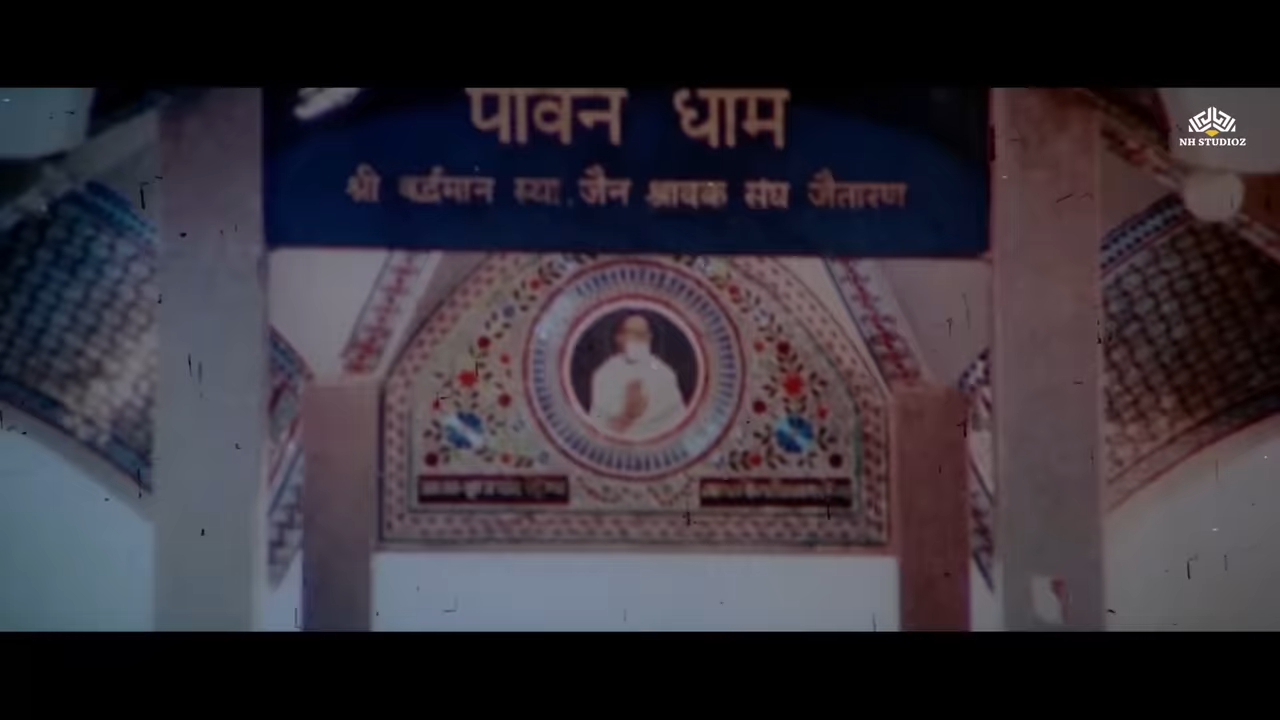 पावन धाम
NH STUDIOZ
श्री वर्द्धमान स्था. जैन श्रावक संघ जैतारण